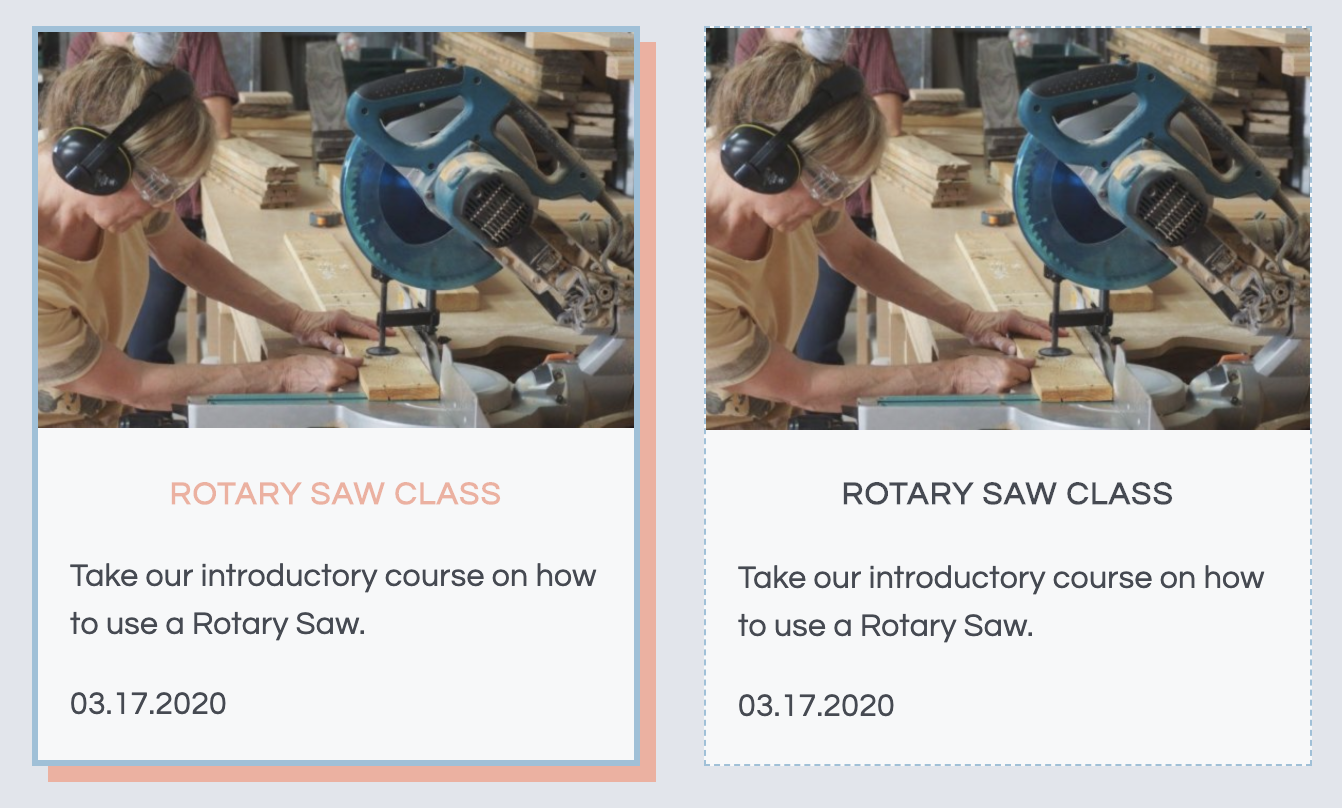 ROTARY SAW CLASS
Take our introductory course on how
to use a Rotary Saw.
03.17.2020
ROTARY SAW CLASS
Take our introductory course on how
to use a Rotary Saw.
03.17.2020